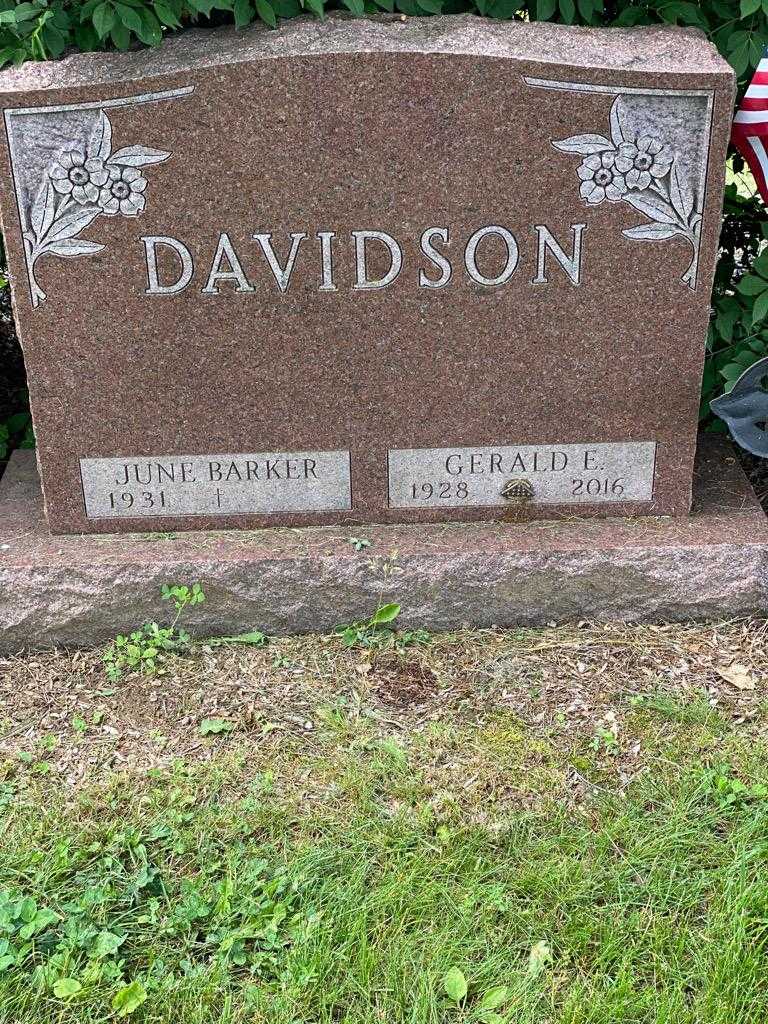 DAVIDSON
JUNE BARKER
1931
GERALD E.
1928 2016